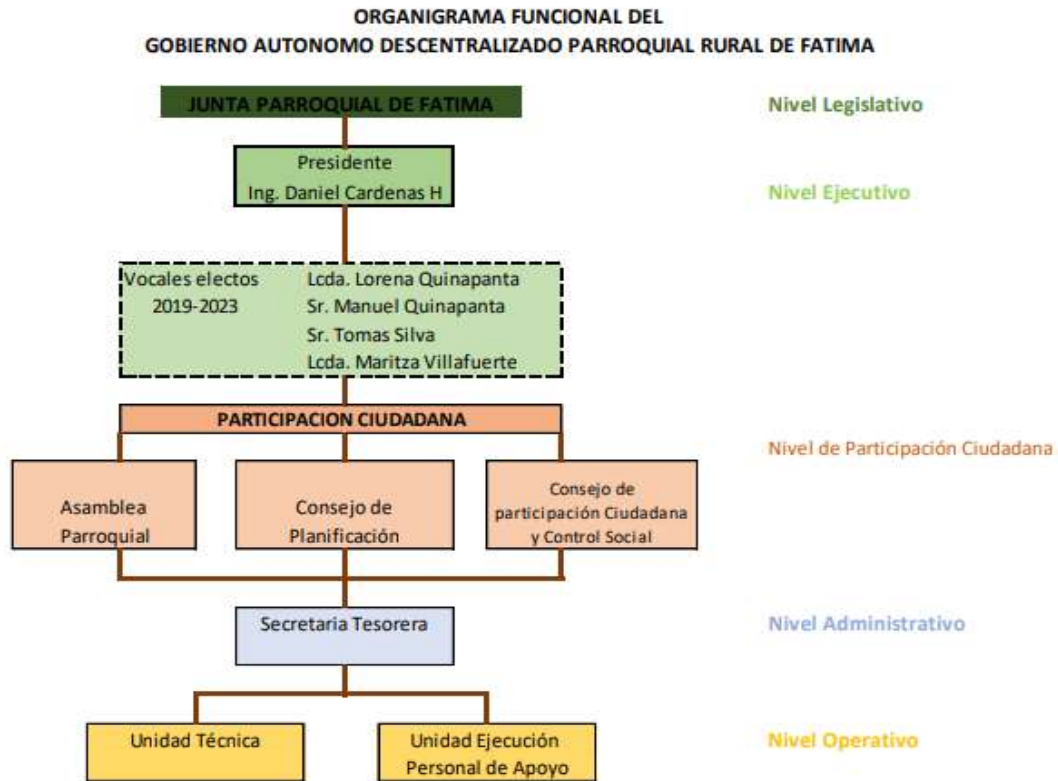 ORGANIGRAMA FUNCIONAL DEL
GOBIERNO AUTONOMO DESCENTRALIZADO PARROQUIAL RURAL DE FATIMA
JUNTA PARROQUIAL DE FATIMA
Nivel Legislativo
Presidente
Ing. Daniel Cardenas H
Nivel Ejecutivo
Vocales electos
2019-2023
Lcda. Lorena Quinapanta
Sr. Manuel Quinapanta
Sr. Tomas Silva
Lcda. Maritza Villafuerte
PARTICIPACION CIUDADANA
Nivel de Participación Ciudadana
Asamblea
Parroquial
Consejo de
Planificación
Consejo de
participación Ciudadana
y Control Social
Secretaria Tesorera
Nivel Administrativo
Unidad Técnica
Unidad Ejecución
Personal de Apoyo
Nivel Operativo